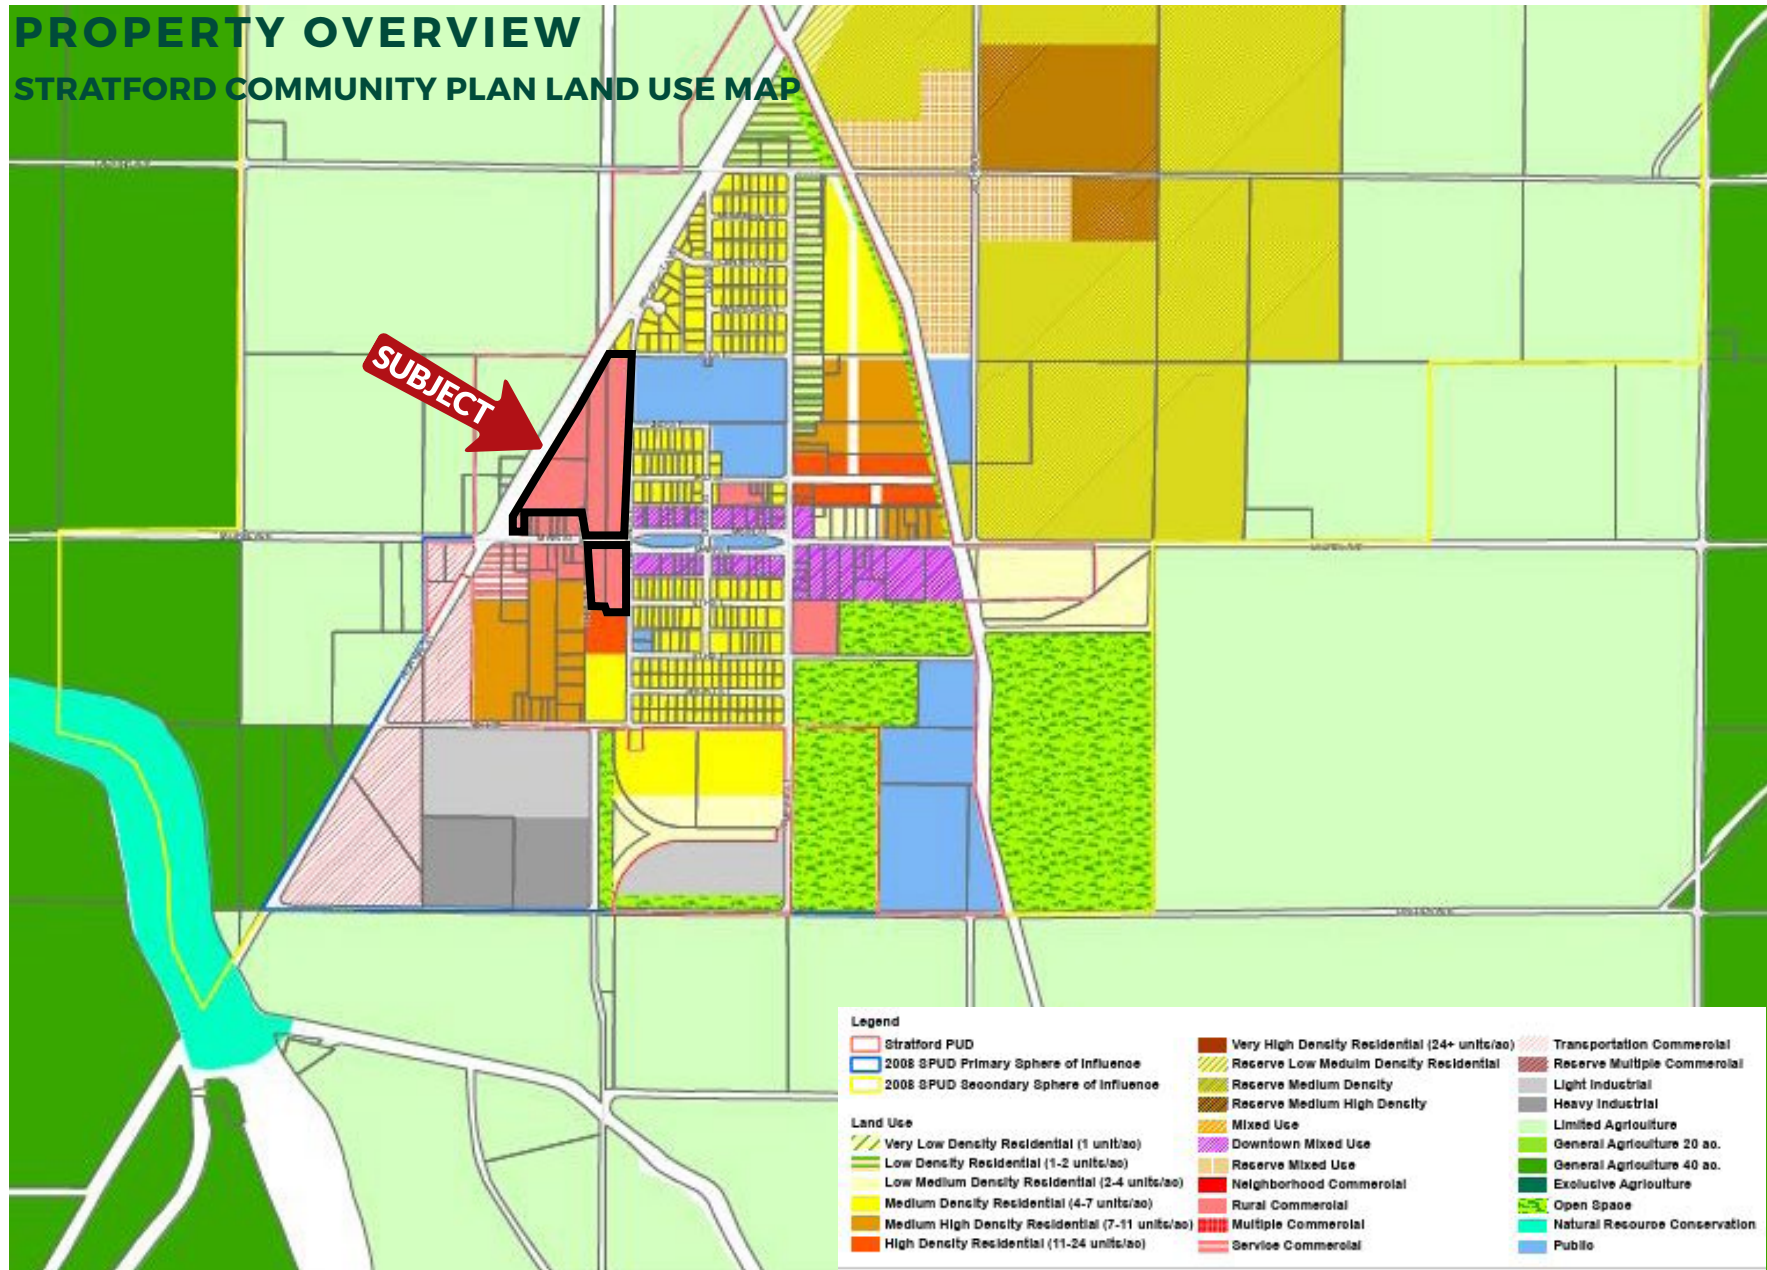 PROPERTY OVERVIEW
STRATFORD COMMUNITY PLAN LAND USE MAP
SUBJECT
Legend
Stratford PUD
2008 SPUD Primary Sphere of Influence
2008 SPUD Secondary Sphere of Influence
Land Use
Very Low Density Residential (1 unit/ac)
Low Density Residential (1-2 units/ac)
Low Medium Density Residential (2-4 units/ac)
Medium Density Residential (4-7 units/ac)
Medium High Density Residential (7-11 units/ac)
High Density Residential (11-24 units/ac)
Very High Density Residential (24+ units/ac)
Reserve Low Meduim Density Residential
Reserve Medium Density
Reserve Medium High Density
Mixed Use
Downtown Mixed Use
Reserve Mixed Use
Neighborhood Commercial
Rural Commercial
Multiple Commercial
Service Commercial
Transportation Commercial
Reserve Multiple Commercial
Light Industrial
Heavy Industrial
Limited Agriculture
General Agriculture 20 ac.
General Agriculture 40 ac.
Exclusive Agriculture
Open Space
Natural Resource Conservation
Public